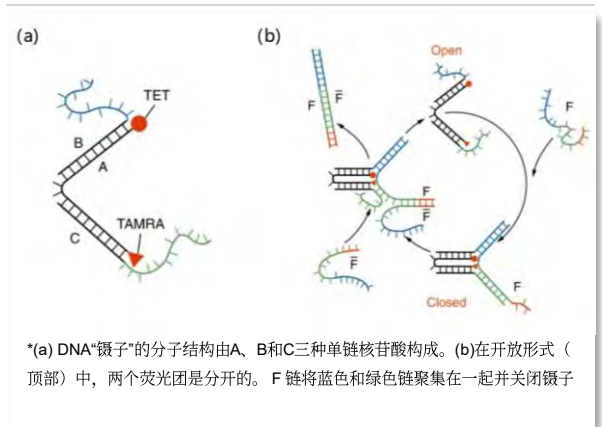 (a)
TET
B
A
C
TAMRA
(b)
Open
F
F̅
F
F
F̅
F̅
F
Closed
*(a) DNA“镊子”的分子结构由A、B和C三种单链核苷酸构成。(b)在开放形式（
顶部）中，两个荧光团是分开的。 F 链将蓝色和绿色链聚集在一起并关闭镊子